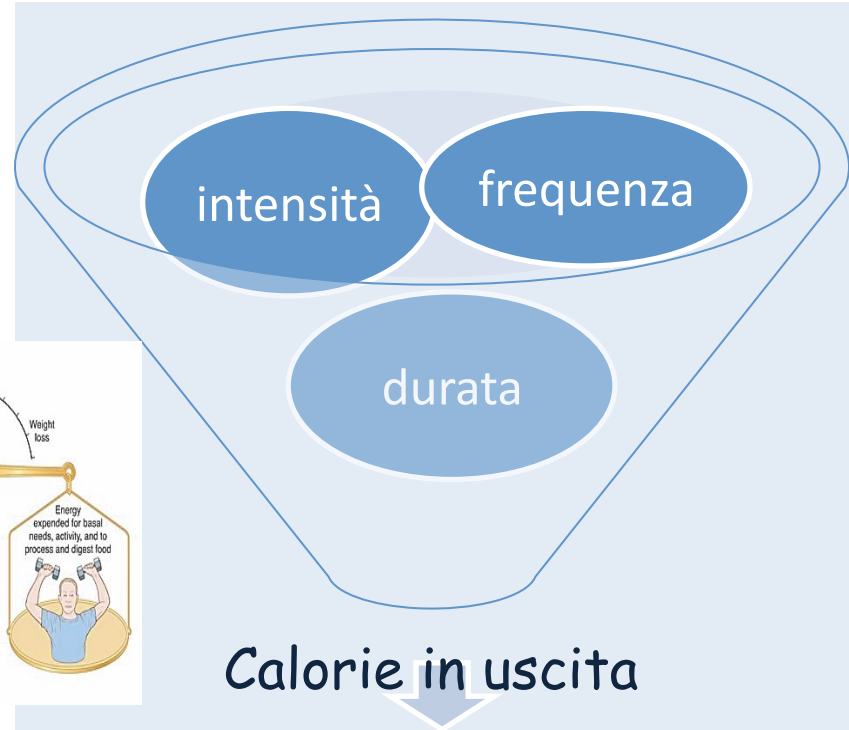 intensità
frequenza
durata
Weight
loss
Energy
expended for basal
needs, activity, and to
process and digest food
Calorie in uscita